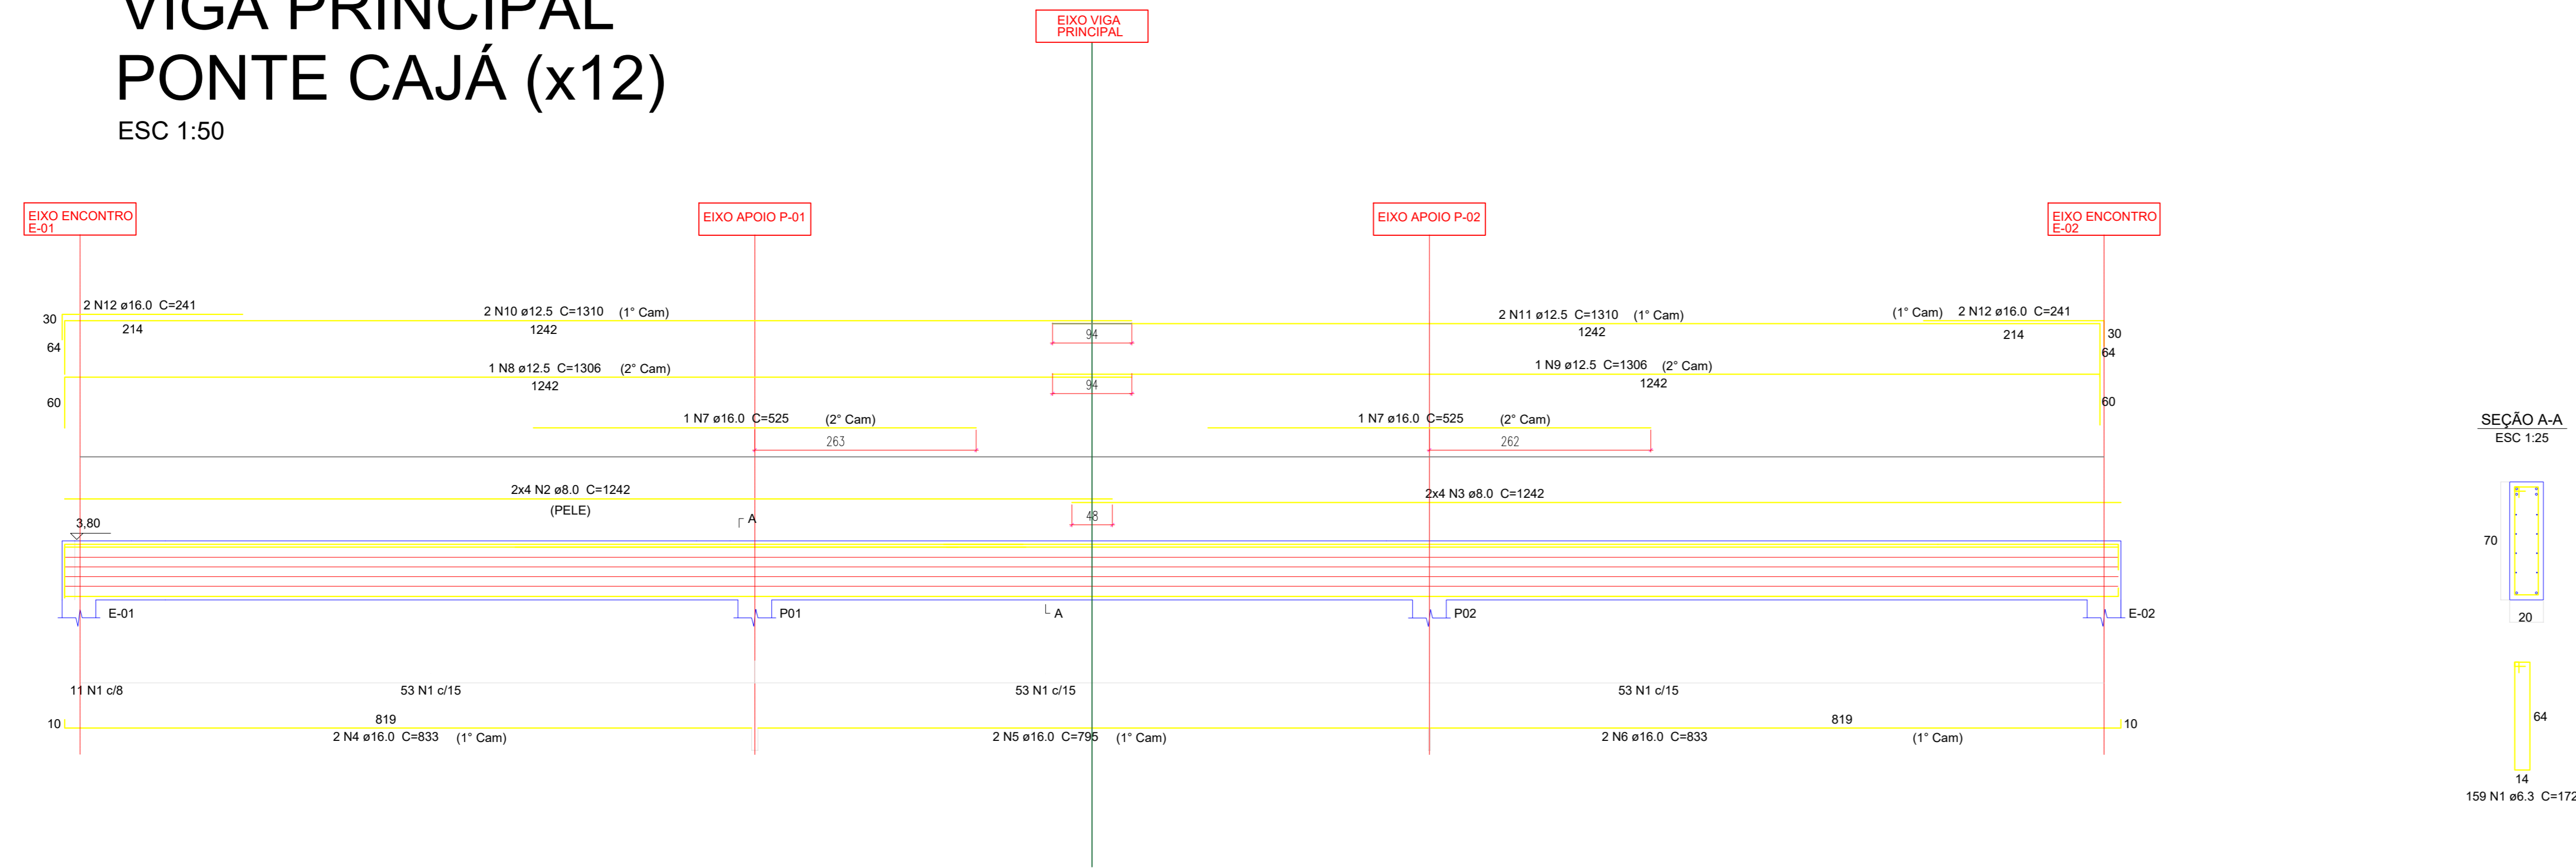 VIGA PRINCIPAL
PONTE CAJÁ (x12)
ESC 1:50
EIXO VIGA
PRINCIPAL
EIXO ENCONTRO
E-01
EIXO APOIO P-01
EIXO APOIO P-02
EIXO ENCONTRO
E-02
2 N12 ø16.0 C=241
30
214
64
2 N10 ø12.5 C=1310 (1° Cam)
1242
94
2 N11 ø12.5 C=1310 (1° Cam)
1242
(1° Cam) 2 N12 ø16.0 C=241
214
30
64
1 N8 ø12.5 C=1306 (2° Cam)
1242
60
94
1 N9 ø12.5 C=1306 (2° Cam)
1242
60
1 N7 ø16.0 C=525 (2° Cam)
263
1 N7 ø16.0 C=525 (2° Cam)
262
2x4 N2 ø8.0 C=1242
(PELE)
2x4 N3 ø8.0 C=1242
48
3,80
A
E-01
P01
A
P02
E-02
11 N1 c/8
53 N1 c/15
53 N1 c/15
53 N1 c/15
10
819
2 N4 ø16.0 C=833 (1° Cam)
2 N5 ø16.0 C=795 (1° Cam)
819
2 N6 ø16.0 C=833 (1° Cam)
10
SEÇÃO A-A
ESC 1:25
70
20
64
14
159 N1 ø6.3 C=172